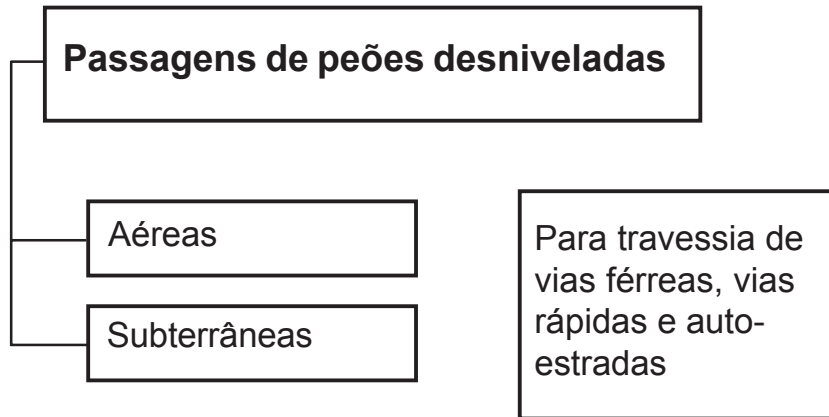 Passagens de peões desniveladas
Aéreas
Subterrâneas
Para travessia de
vias férreas, vias
rápidas e auto-
estradas